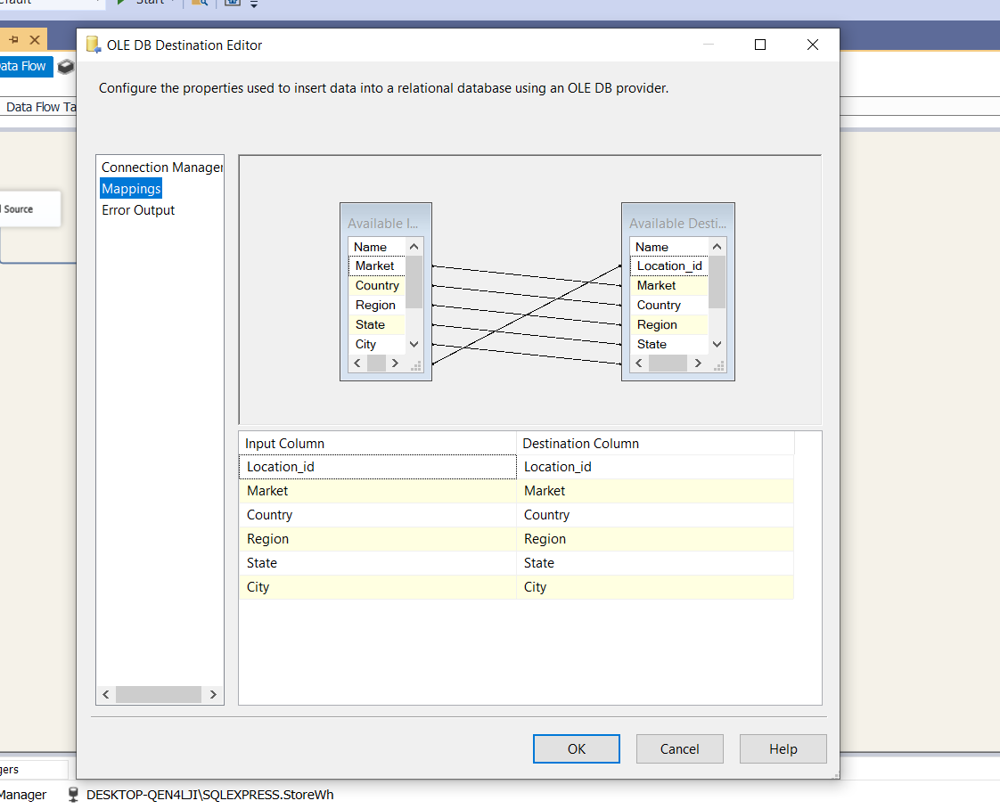 Start
OLE DB Destination Editor
Data Flow
Configure the properties used to insert data into a relational database using an OLE DB provider.
Data Flow Ta
Connection Manager
Mappings
Error Output
Source
Available I...
Name
Market
Country
Region
State
City
Available Desti...
Name
Location_id
Market
Country
Region
State
Input Column Destination Column
Location_id Location_id
Market Market
Country Country
Region Region
State State
City City
OK Cancel Help
gers
Manager DESKTOP-QEN4LJI\SQLEXPRESS.StoreWh